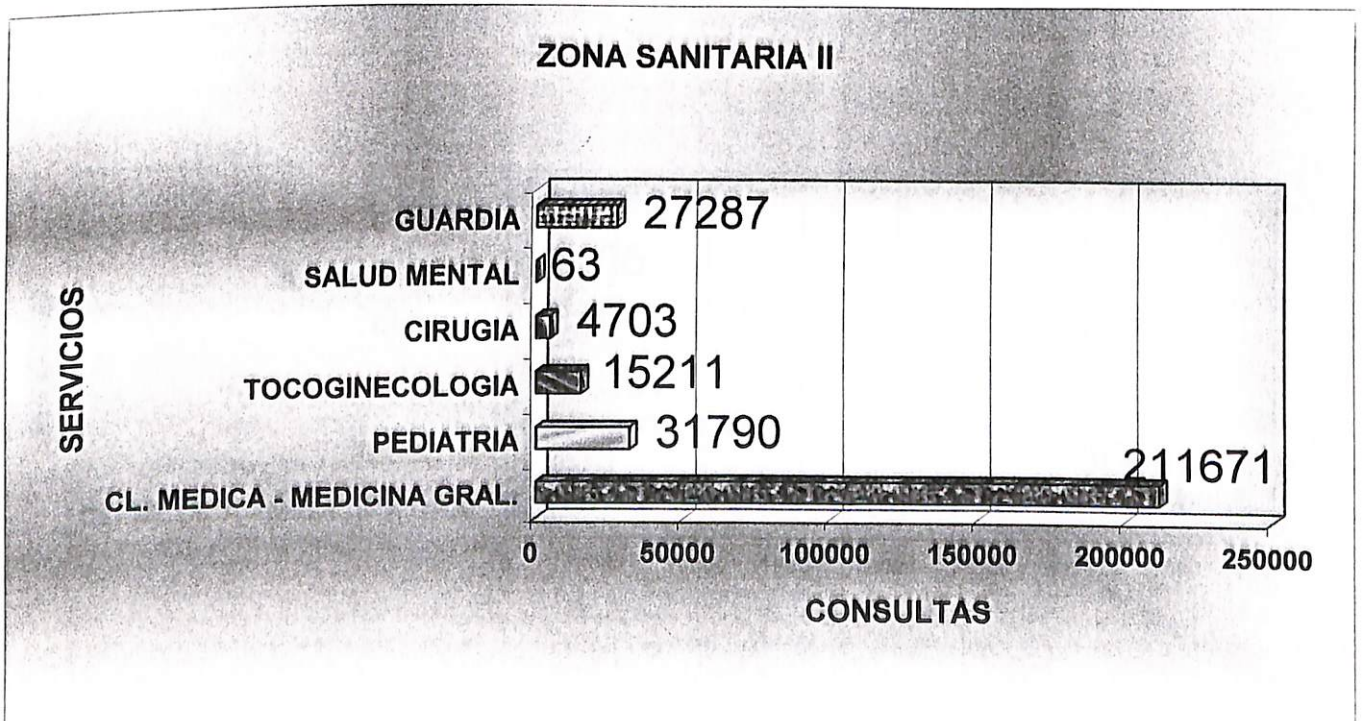 ZONA SANITARIA II
SERVICIOS
GUARDIA 27287
SALUD MENTAL 63
CIRUGIA 4703
TOCOGINECOLOGIA 15211
PEDIATRIA 31790
CL. MEDICA - MEDICINA GRAL. 211671
0 50000 100000 150000 200000 250000
CONSULTAS